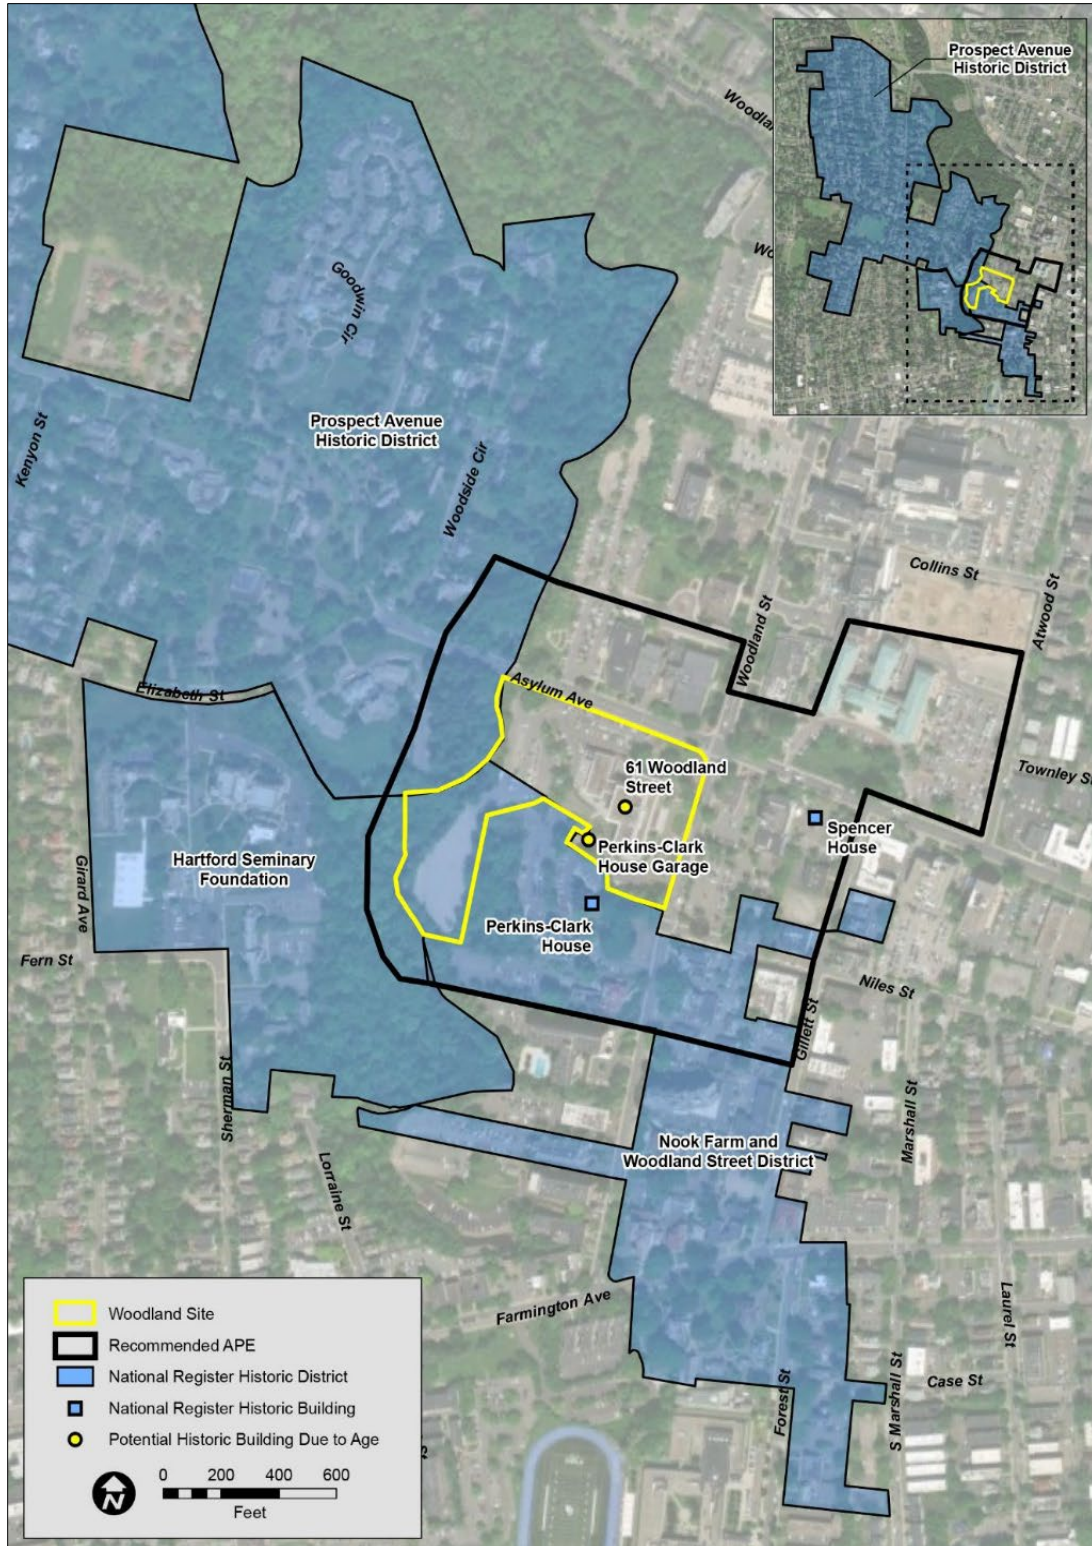 Prospect Avenue
Historic District
Goodwin Cir
Prospect Avenue
Historic District
Kenyon St
Woodside Cir
Collins St
Atwood St
Woodland St
Elizabeth St
Asylum Ave
61 Woodland
Street
Townley St
Spencer
House
Perkins-Clark
House Garage
Hartford Seminary
Foundation
Girard Ave
Perkins-Clark
House
Fern St
Niles St
Gillett St
Sherman St
Marshall St
Nook Farm and
Woodland Street District
Lorraine St
Farmington Ave
Laurel St
Forest St
S Marshall St
Case St
Woodland Site
Recommended APE
National Register Historic District
National Register Historic Building
Potential Historic Building Due to Age
N
0 200 400 600
Feet